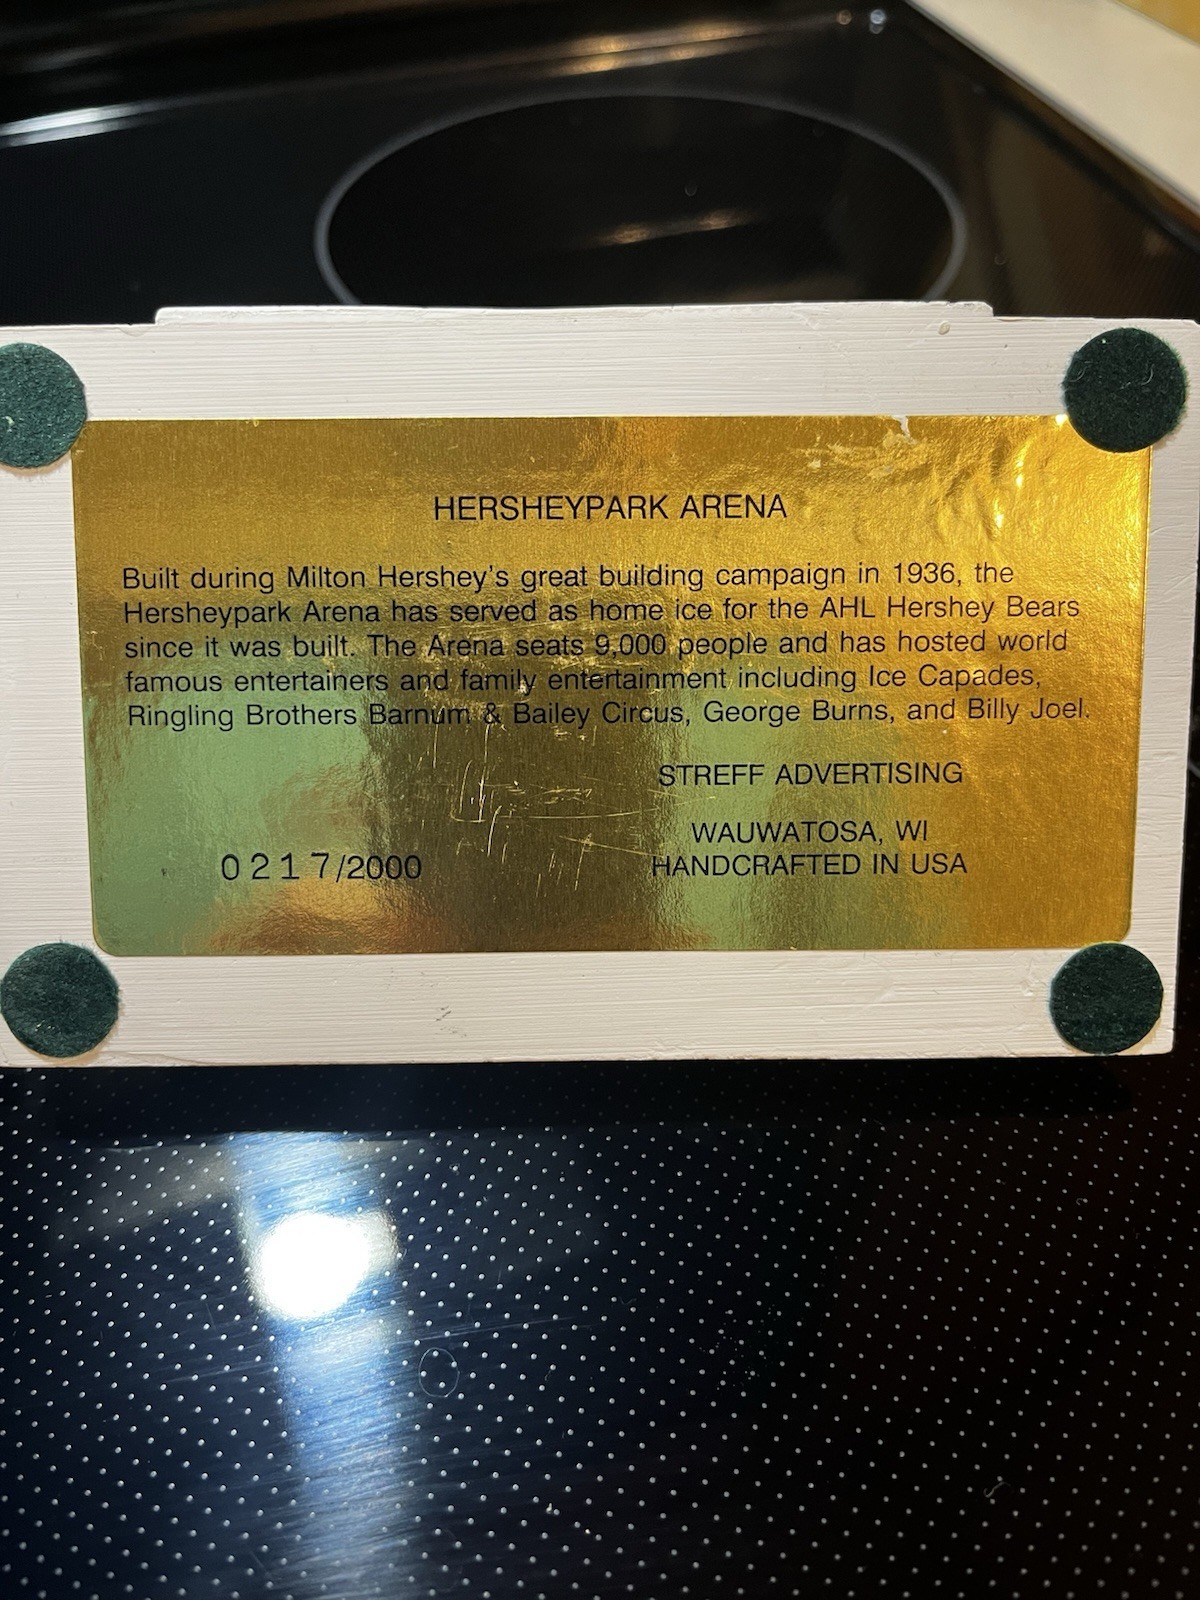 HERSHEYPARK ARENA
Built during Milton Hershey's great building campaign in 1936, the
Hersheypark Arena has served as home ice for the AHL Hershey Bears
since it was built. The Arena seats 9,000 people and has hosted world
famous entertainers and family entertainment including Ice Capades,
Ringling Brothers Barnum & Bailey Circus, George Burns, and Billy Joel.
STREFF ADVERTISING
WAUWATOSA, WI
0217/2000 HANDCRAFTED IN USA